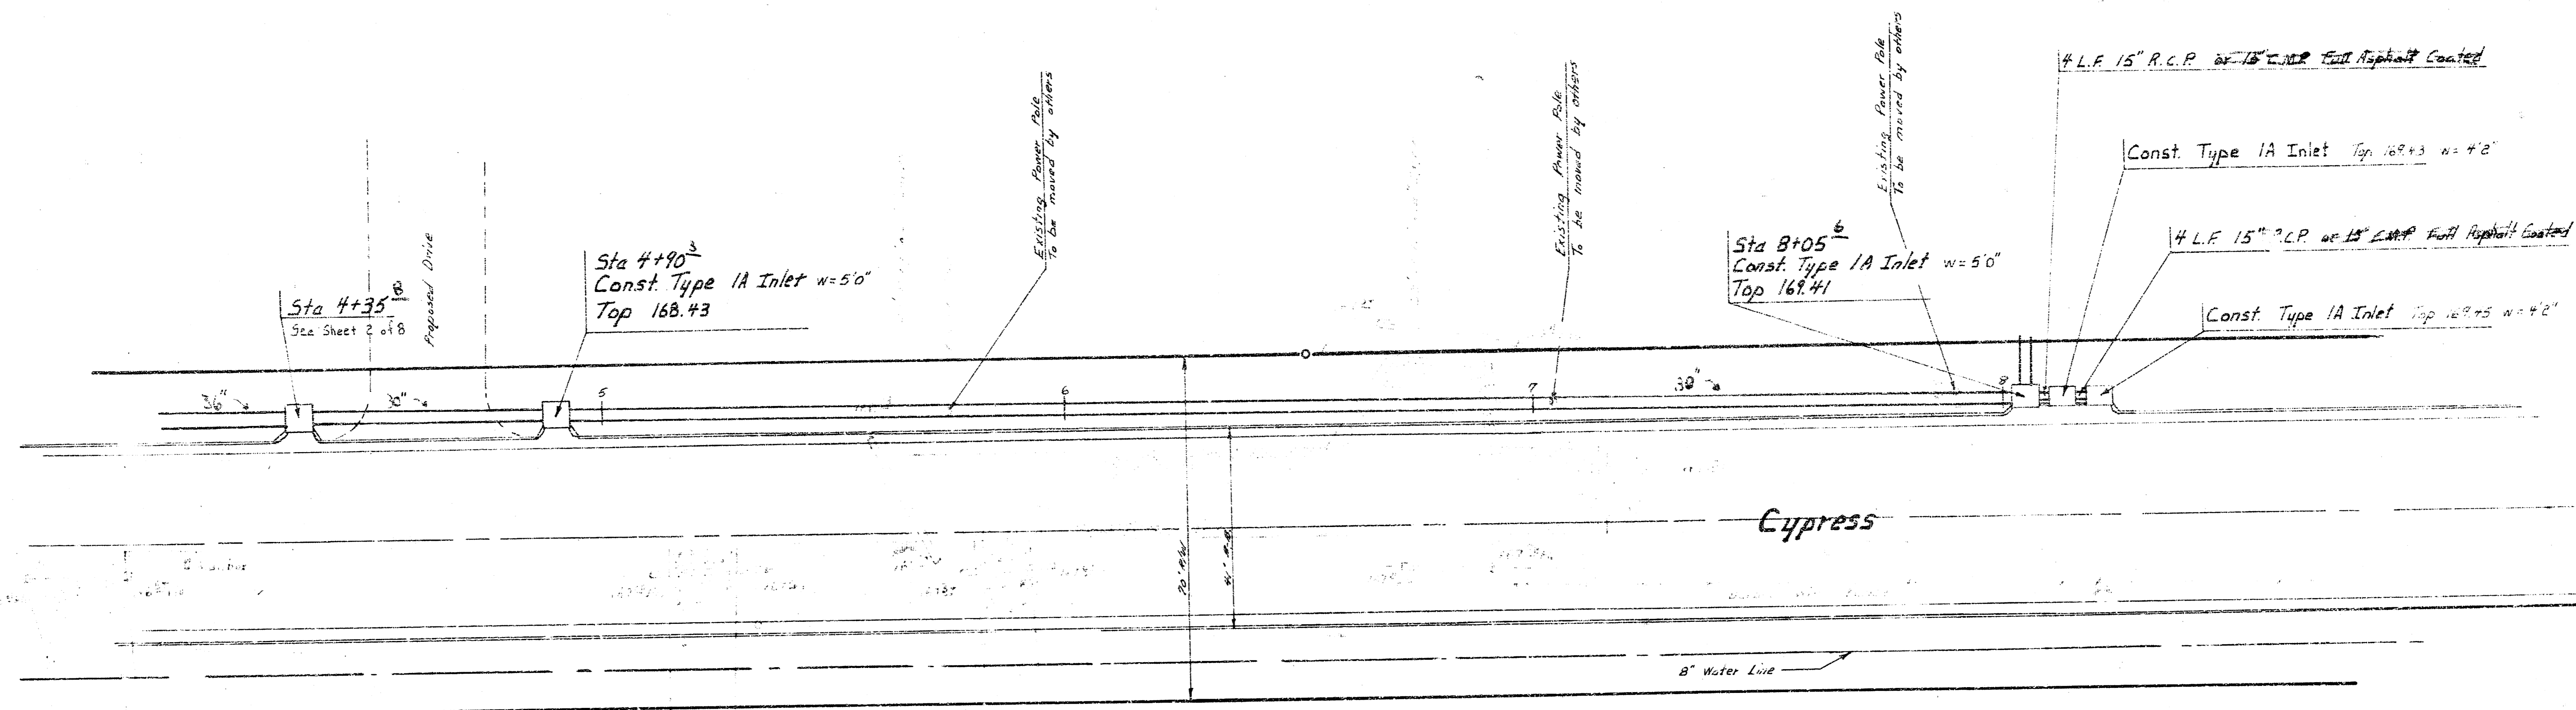 4 L.F. 15" R.C.P. or 15" C.M.P. Full Asphalt Coated
Const. Type 1A Inlet Top 169.43 w= 4'2"
4 L.F. 15" R.C.P. or 15" C.M.P. Full Asphalt Coated
Const. Type 1A Inlet Top 169.45 w= 4'2"
Existing Power Pole
To be moved by others
Existing Power Pole
To be moved by others
Existing Power Pole
To be moved by others
Sta 4+35 8
See Sheet 2 of 8
Proposed Drive
Sta 4+90 3
Const. Type 1A Inlet w=5'0"
Top 168.43
Sta 8+05 6
Const. Type 1A Inlet w=5'0"
Top 169.41
36"
30"
5
6
7
30"
8
Cypress
70' R/W
41' B-B
8" Water Line